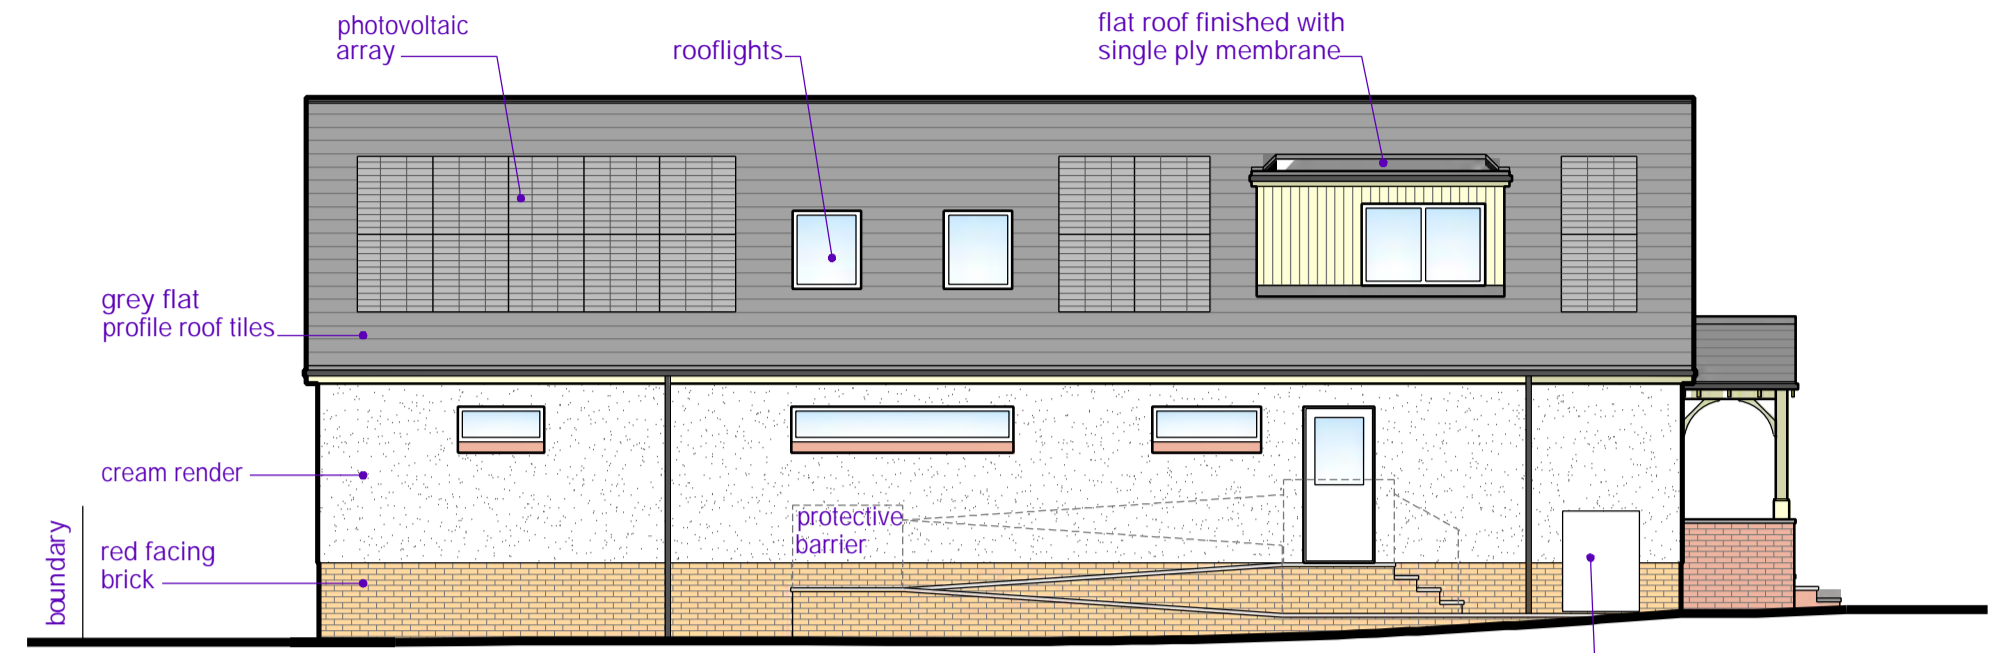 photovoltaic
array
rooflights
flat roof finished with
single ply membrane
grey flat
profile roof tiles
cream render
protective
barrier
boundary
red facing
brick